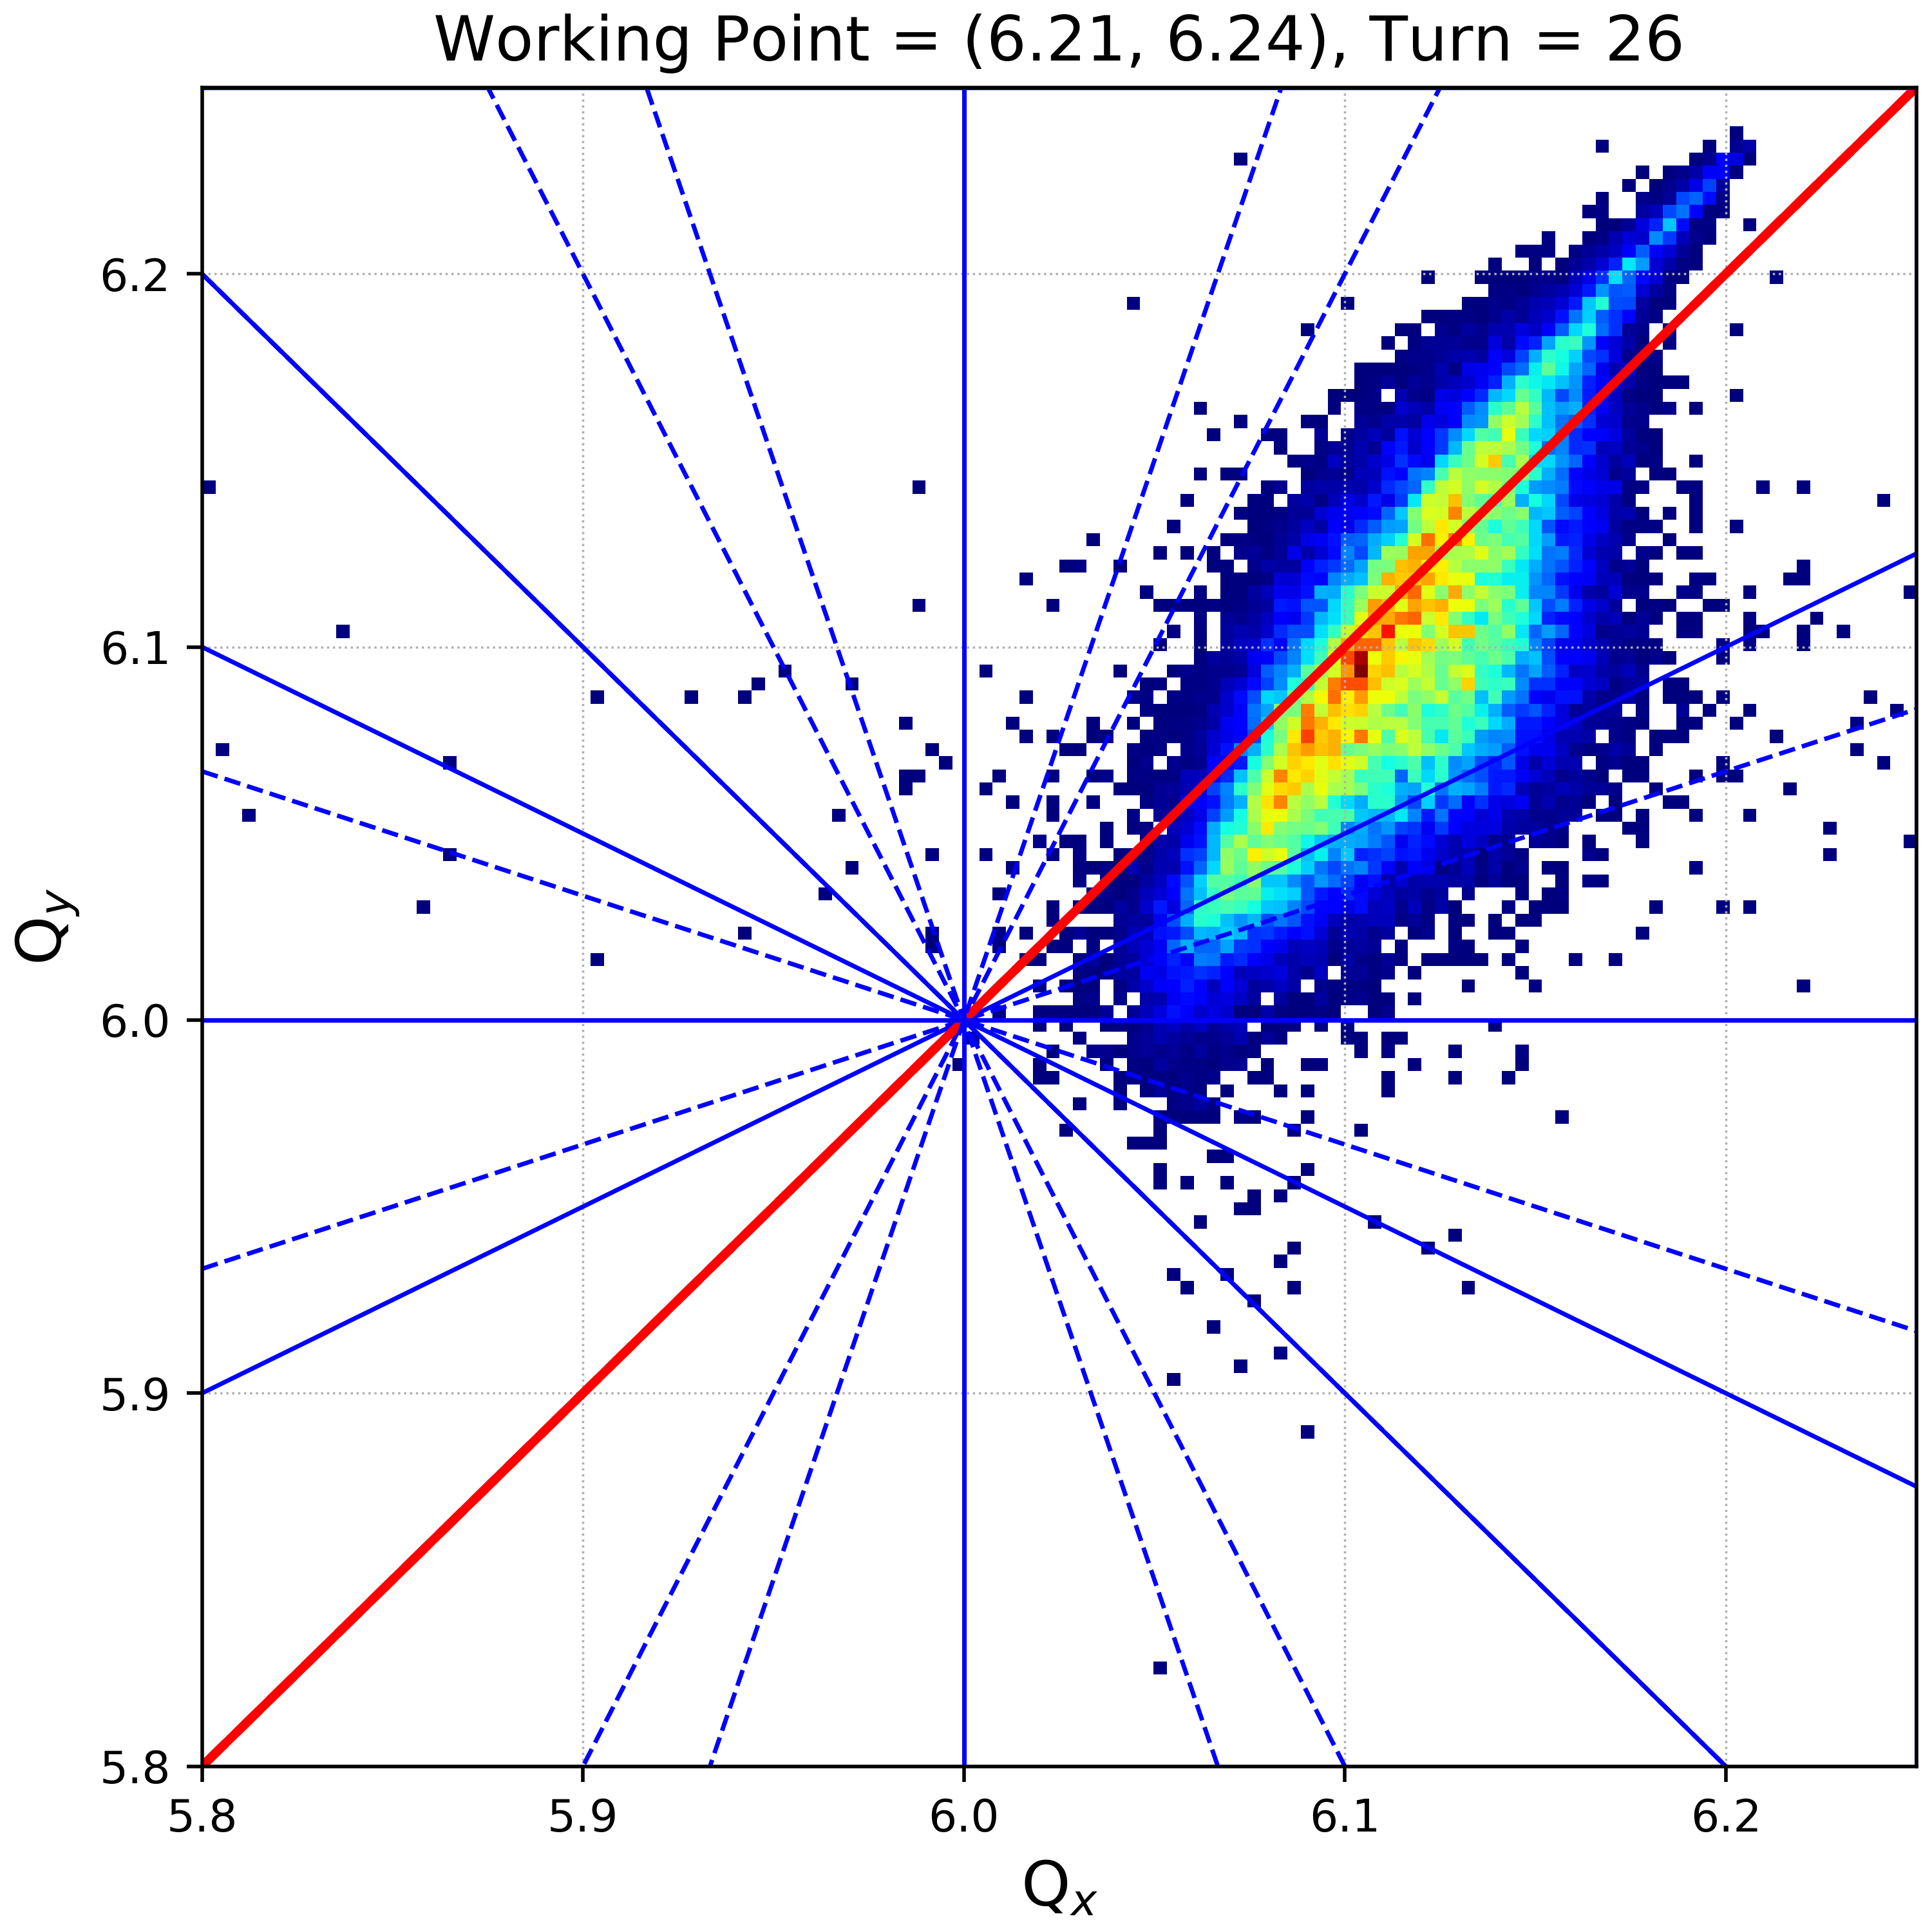 Working Point = (6.21, 6.24), Turn = 26
6.2
6.1
6.0
5.9
5.8
Qy
5.8 5.9 6.0 6.1 6.2
Qx